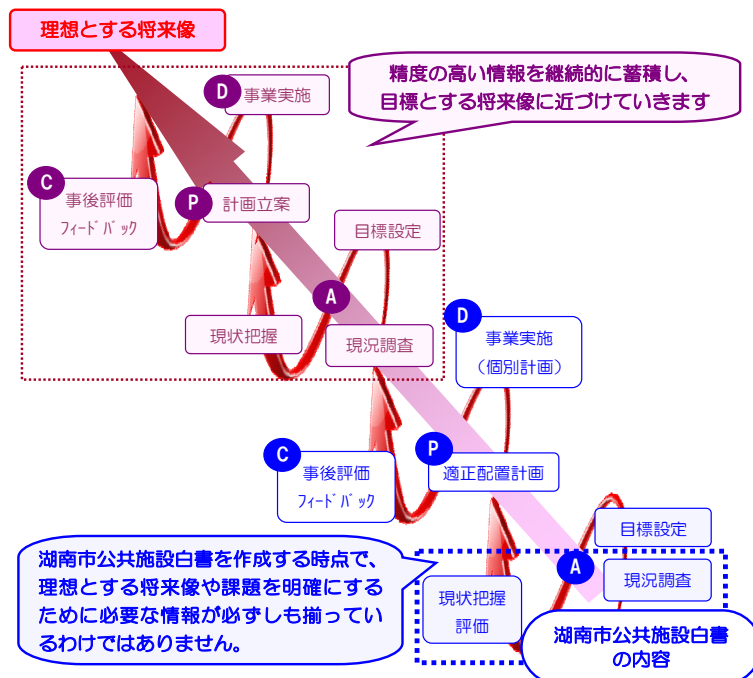 理想とする将来像
精度の高い情報を継続的に蓄積し、
目標とする将来像に近づけていきます
D
事業実施
C
事後評価
フィードバック
P
計画立案
目標設定
A
現状把握
現況調査
D
事業実施
（個別計画）
C
事後評価
フィードバック
P
適正配置計画
目標設定
A
現況調査
現状把握
評価
湖南市公共施設白書を作成する時点で、
理想とする将来像や課題を明確にする
ために必要な情報が必ずしも揃ってい
るわけではありません。
湖南市公共施設白書
の内容